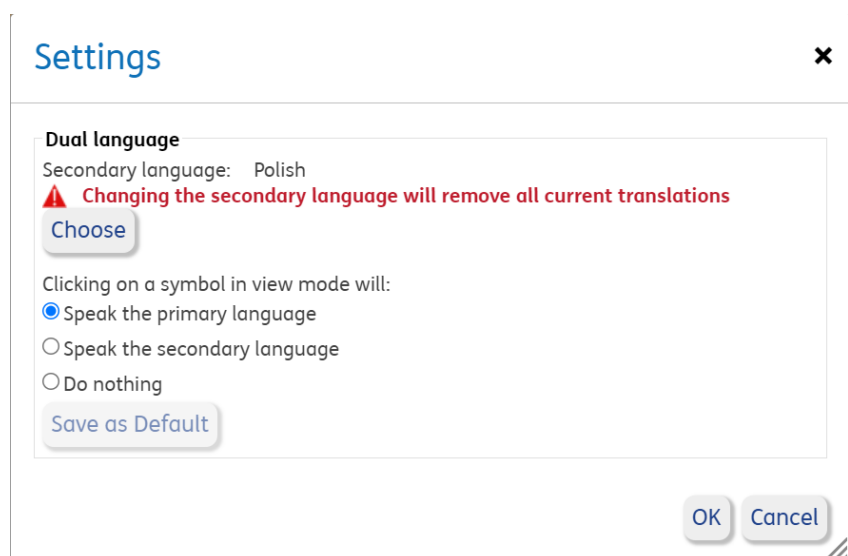 Settings
Dual language
Secondary language: Polish
Changing the secondary language will remove all current translations
Choose
Clicking on a symbol in view mode will:
Speak the primary language
Speak the secondary language
Do nothing
Save as Default
OK Cancel